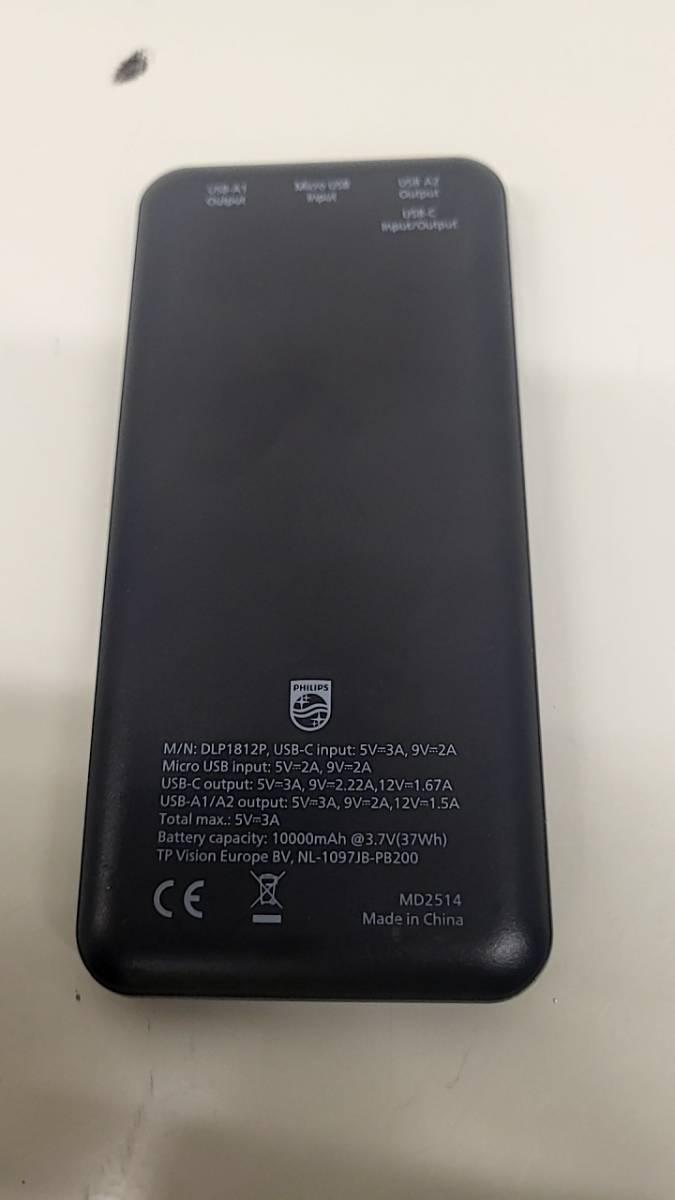 USB-A1
Output
Micro USB
Input
USB-A2
Output
USB-C
Input/Output
PHILIPS
M/N: DLP1812P, USB-C input: 5V⎓3A, 9V⎓2A
Micro USB input: 5V⎓2A, 9V⎓2A
USB-C output: 5V⎓3A, 9V⎓2.22A,12V⎓1.67A
USB-A1/A2 output: 5V⎓3A, 9V⎓2A,12V⎓1.5A
Total max.: 5V⎓3A
Battery capacity: 10000mAh @3.7V(37Wh)
TP Vision Europe BV, NL-1097JB-PB200
CE
MD2514
Made in China